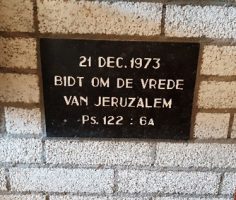 21 DEC. 1973
BIDT OM DE VREDE
VAN JERUZALEM
Ps. 122 : 6A